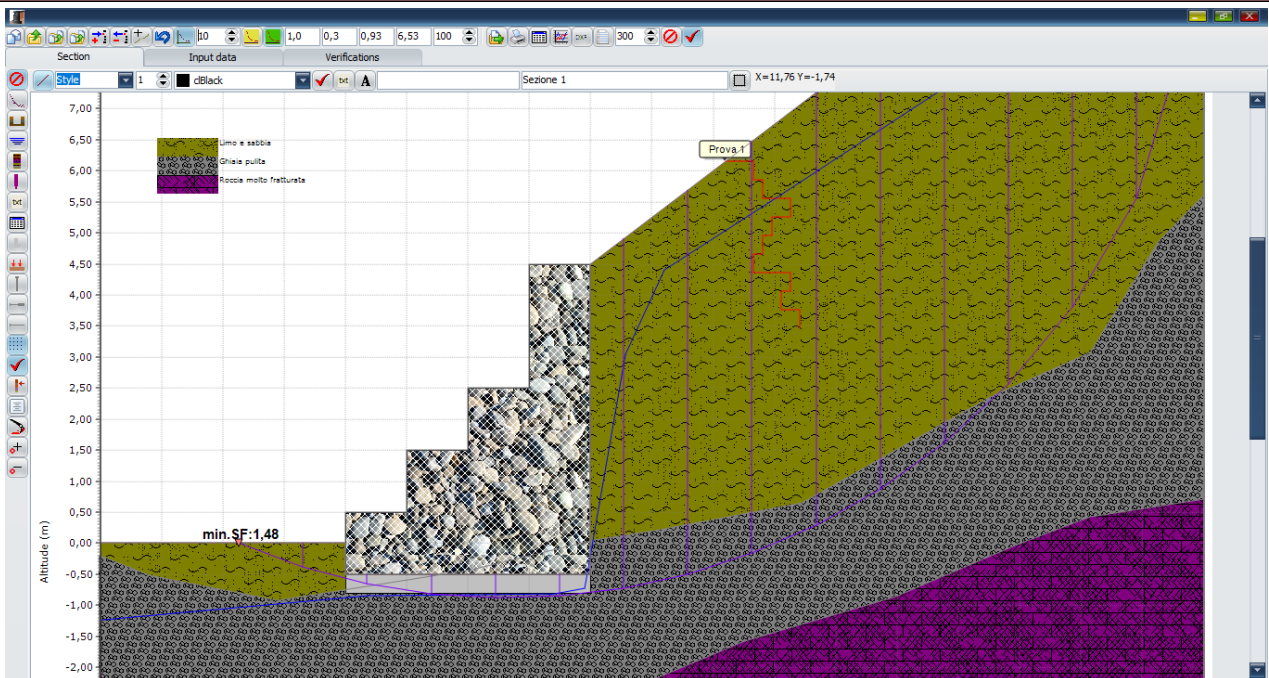 10 1,0 0,3 0,93 6,53 100 300
Section Input data Verifications
Style 1 clBlack txt A Sezione 1 X=11,76 Y=-1,74
txt
7,00
6,50
6,00
5,50
5,00
4,50
4,00
3,50
3,00
2,50
2,00
1,50
1,00
0,50
0,00
-0,50
-1,00
-1,50
-2,00
Altitude (m)
Limo e sabbia
Ghiaia pulita
Roccia molto fratturata
Prova 1
min.SF:1,48